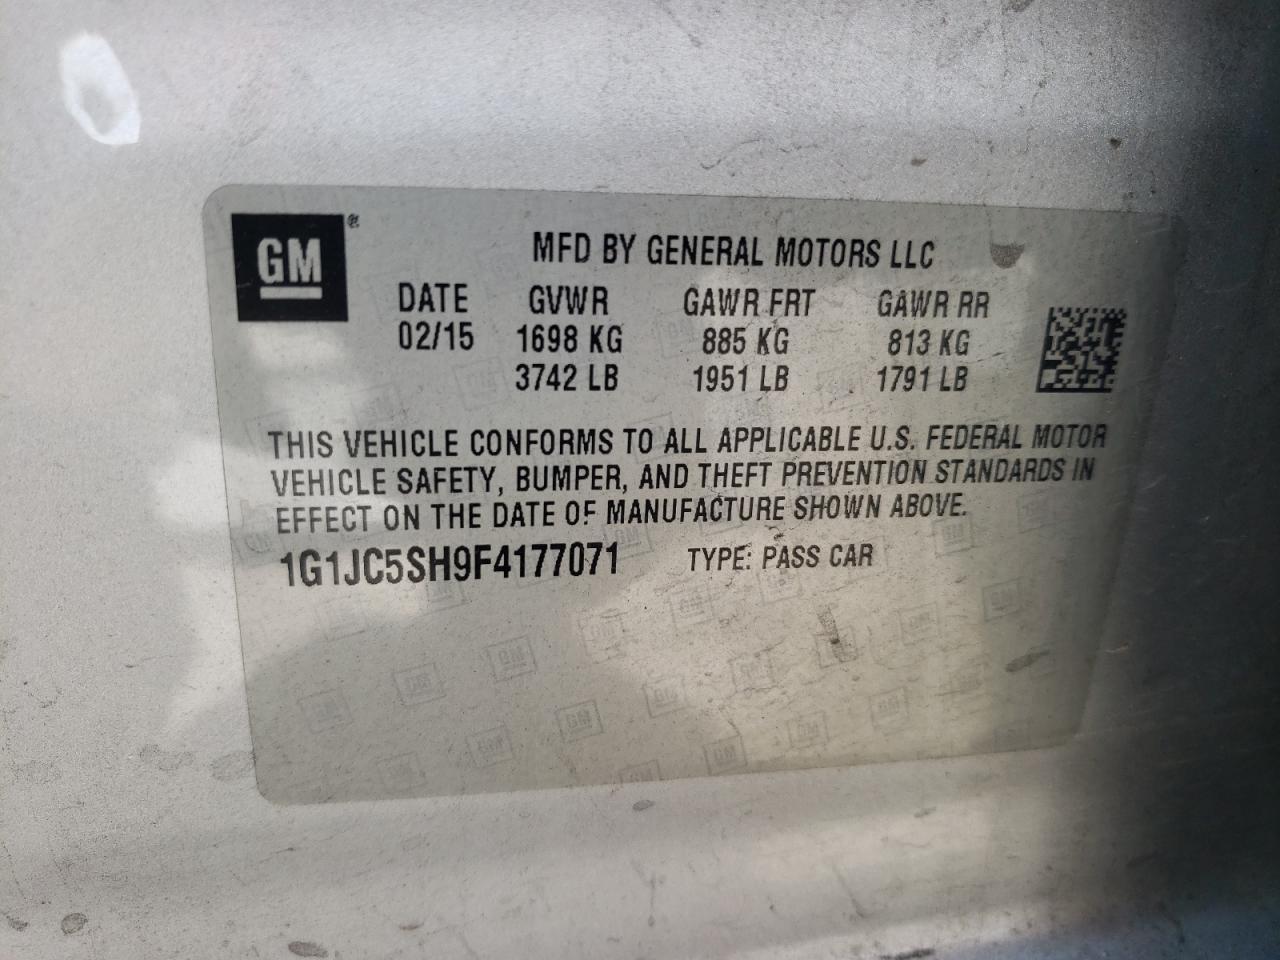 GM®
MFD BY GENERAL MOTORS LLC
DATE GVWR GAWR FRT GAWR RR
02/15 1698 KG 885 KG 813 KG
3742 LB 1951 LB 1791 LB
THIS VEHICLE CONFORMS TO ALL APPLICABLE U.S. FEDERAL MOTOR
VEHICLE SAFETY, BUMPER, AND THEFT PREVENTION STANDARDS IN
EFFECT ON THE DATE OF MANUFACTURE SHOWN ABOVE.
1G1JC5SH9F4177071 TYPE: PASS CAR